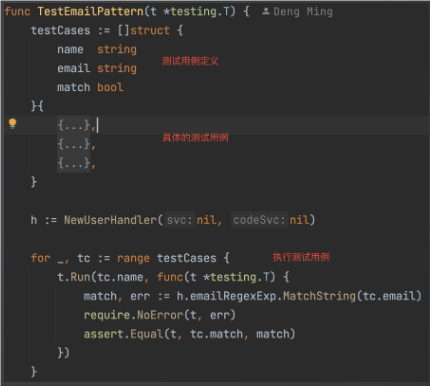 func TestEmailPattern(t *testing.T) { Deng Ming
testCases := []struct {
name string
email string 测试用例定义
match bool
}{
{...},
{...}, 具体的测试用例
{...},
}
h := NewUserHandler( svc: nil, codeSvc: nil)
for _, tc := range testCases { 执行测试用例
t.Run(tc.name, func(t *testing.T) {
match, err := h.emailRegexExp.MatchString(tc.email)
require.NoError(t, err)
assert.Equal(t, tc.match, match)
})
}